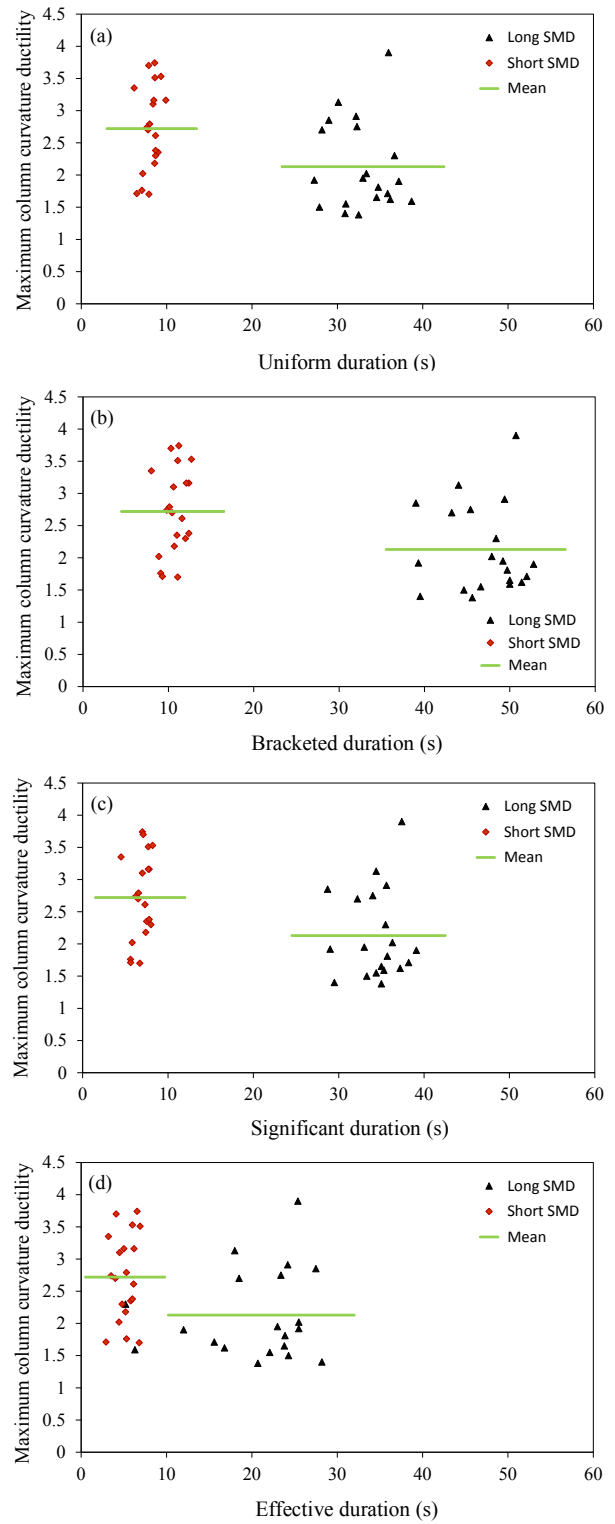 (a)
Long SMD
Short SMD
Mean
Maximum column curvature ductility
4.5
4
3.5
3
2.5
2
1.5
1
0.5
0
0 10 20 30 40 50 60
Uniform duration (s)
(b)
Long SMD
Short SMD
Mean
Maximum column curvature ductility
4.5
4
3.5
3
2.5
2
1.5
1
0.5
0
0 10 20 30 40 50 60
Bracketed duration (s)
(c)
Long SMD
Short SMD
Mean
Maximum column curvature ductility
4.5
4
3.5
3
2.5
2
1.5
1
0.5
0
0 10 20 30 40 50 60
Significant duration (s)
(d)
Long SMD
Short SMD
Mean
Maximum column curvature ductility
4.5
4
3.5
3
2.5
2
1.5
1
0.5
0
0 10 20 30 40 50 60
Effective duration (s)